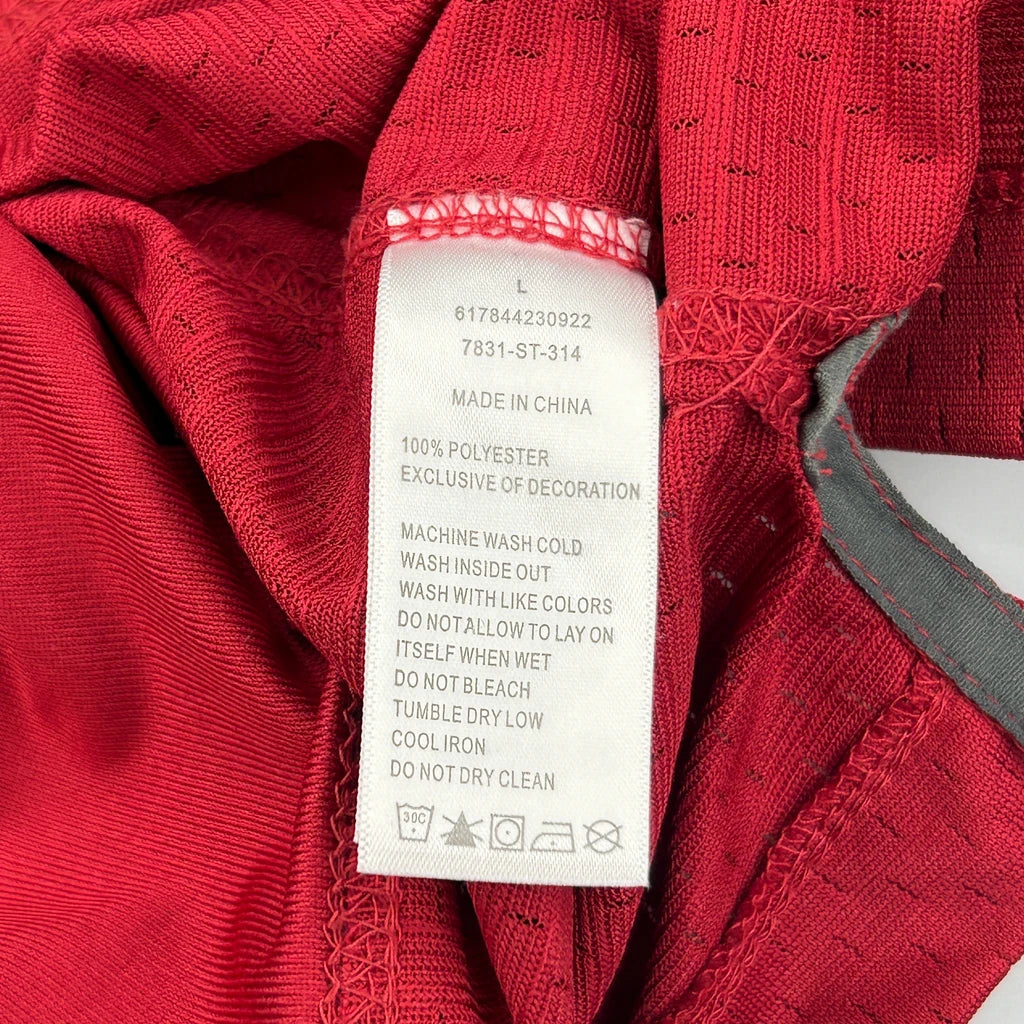 L
617844230922
7831-ST-314
MADE IN CHINA
100% POLYESTER
EXCLUSIVE OF DECORATION
MACHINE WASH COLD
WASH INSIDE OUT
WASH WITH LIKE COLORS
DO NOT ALLOW TO LAY ON
ITSELF WHEN WET
DO NOT BLEACH
TUMBLE DRY LOW
COOL IRON
DO NOT DRY CLEAN
30C